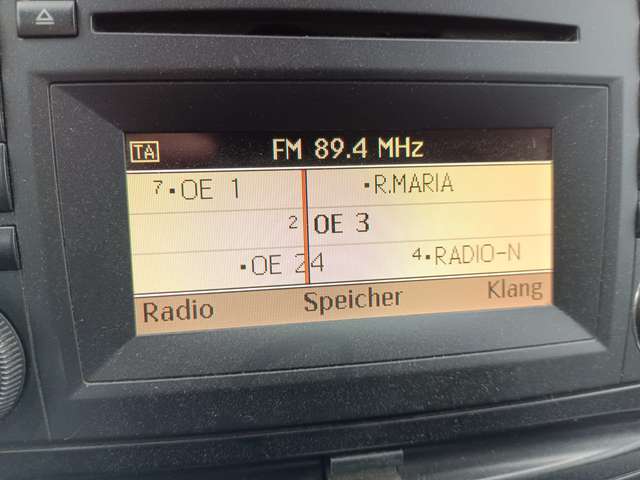 TA FM 89.4 MHz
7 •OE 1 •R.MARIA
2 OE 3
•OE 24 4•RADIO-N
Radio Speicher Klang